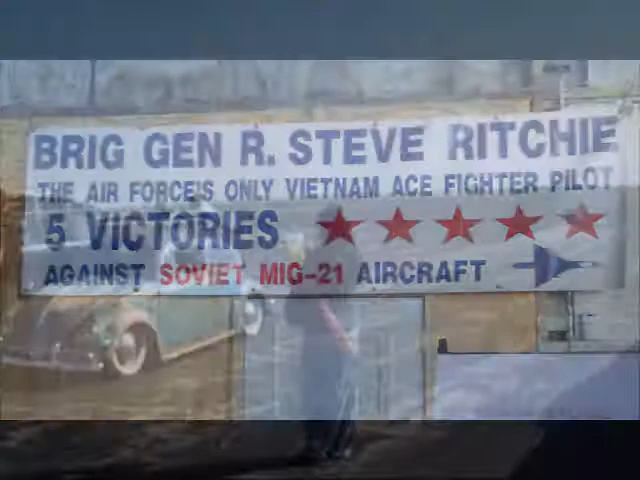 BRIG GEN R. STEVE RITCHIE
THE AIR FORCE'S ONLY VIETNAM ACE FIGHTER PILOT
5 VICTORIES
AGAINST SOVIET MIG-21 AIRCRAFT